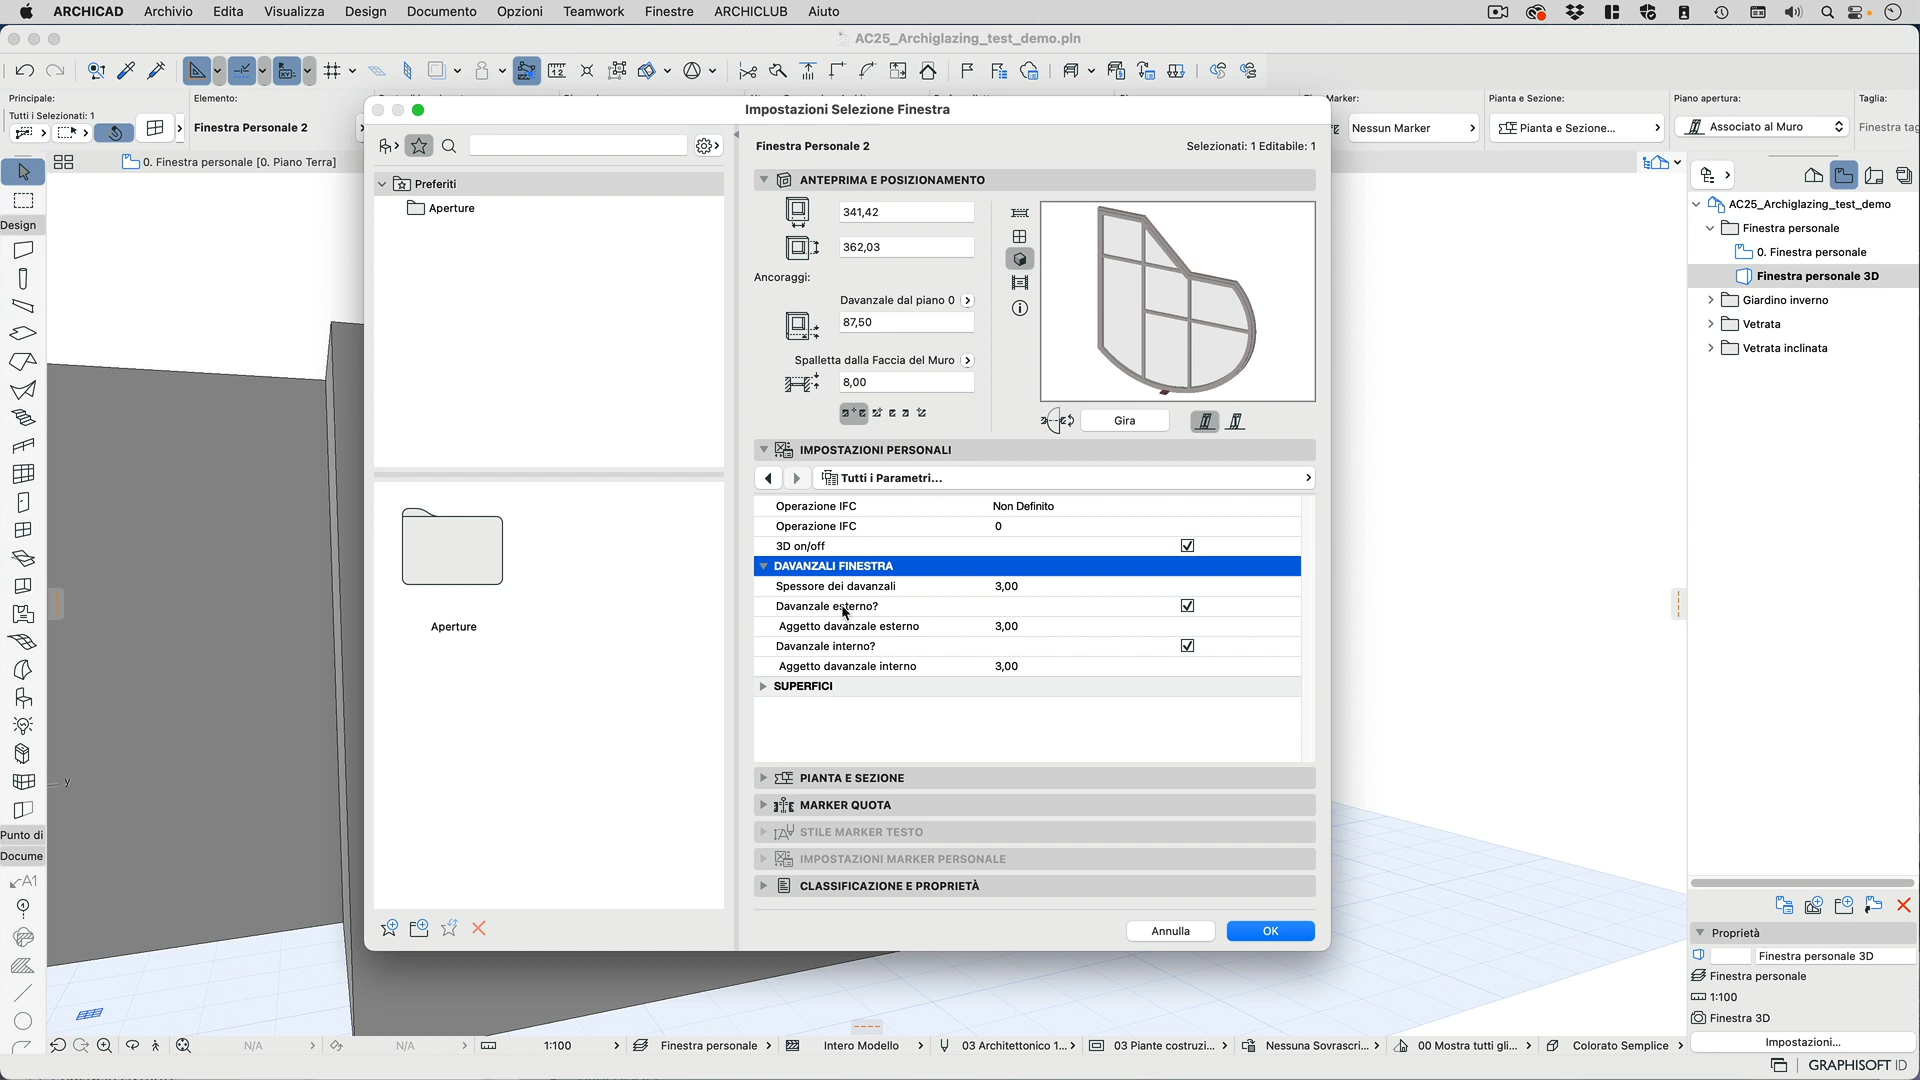 ARCHICAD Archivio Edita Visualizza Design Documento Opzioni Teamwork Finestre ARCHICLUB Aiuto
AC25_Archiglazing_test_demo.pln
Principale:
Tutti i Selezionati: 1
Elemento:
Finestra Personale 2
Marker:
Nessun Marker
Pianta e Sezione:
Pianta e Sezione...
Piano apertura:
Associato al Muro
Taglia:
Finestra tag
0. Finestra personale [0. Piano Terra]
Design
Punto di
Docume
A1
y
Impostazioni Selezione Finestra
Preferiti
Aperture
Aperture
Finestra Personale 2
Selezionati: 1 Editabile: 1
ANTEPRIMA E POSIZIONAMENTO
341,42
362,03
Ancoraggi:
Davanzale dal piano 0
87,50
Spalletta dalla Faccia del Muro
8,00
Gira
IMPOSTAZIONI PERSONALI
Tutti i Parametri...
Operazione IFC Non Definito
Operazione IFC 0
3D on/off
DAVANZALI FINESTRA
Spessore dei davanzali 3,00
Davanzale esterno?
Aggetto davanzale esterno 3,00
Davanzale interno?
Aggetto davanzale interno 3,00
SUPERFICI
PIANTA E SEZIONE
MARKER QUOTA
STILE MARKER TESTO
IMPOSTAZIONI MARKER PERSONALE
CLASSIFICAZIONE E PROPRIETÀ
Annulla
OK
AC25_Archiglazing_test_demo
Finestra personale
0. Finestra personale
Finestra personale 3D
Giardino inverno
Vetrata
Vetrata inclinata
Proprietà
Finestra personale 3D
Finestra personale
1:100
Finestra 3D
Impostazioni...
N/A
N/A
1:100
Finestra personale
Intero Modello
03 Architettonico 1...
03 Piante costruzi...
Nessuna Sovrascri...
00 Mostra tutti gli...
Colorato Semplice
GRAPHISOFT ID